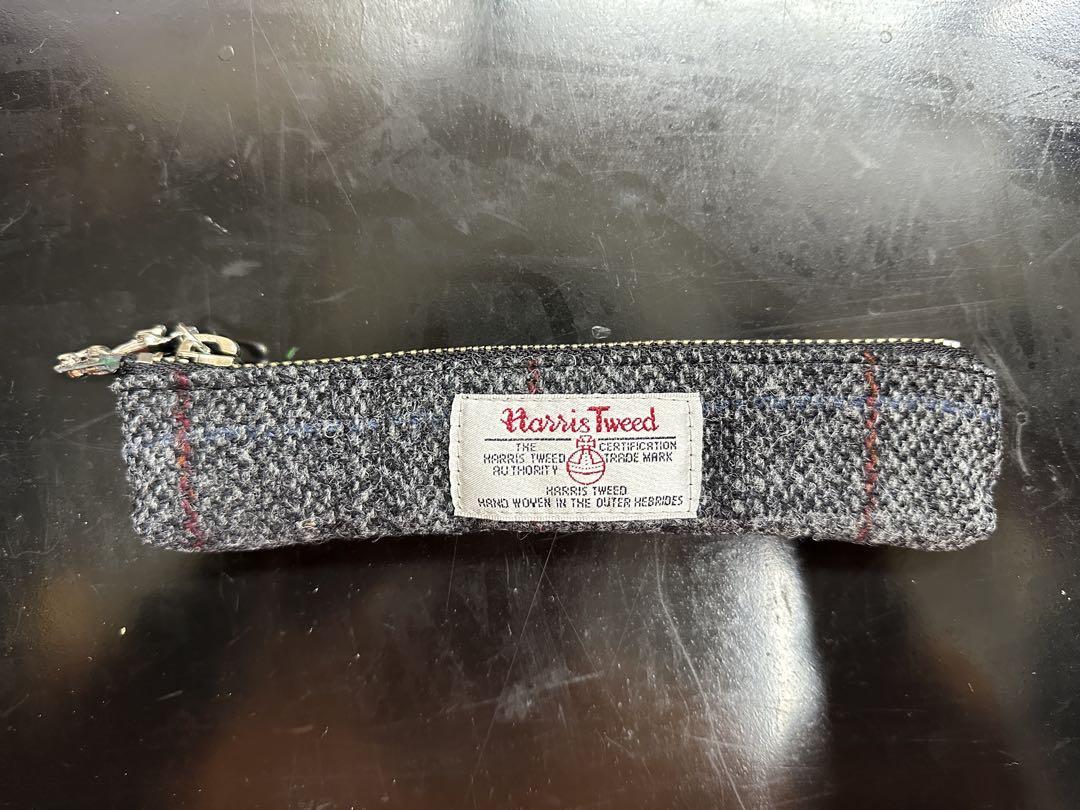 Harris Tweed
THE CERTIFICATION
HARRIS TWEED TRADE MARK
AUTHORITY
HARRIS TWEED
HAND WOVEN IN THE OUTER HEBRIDES